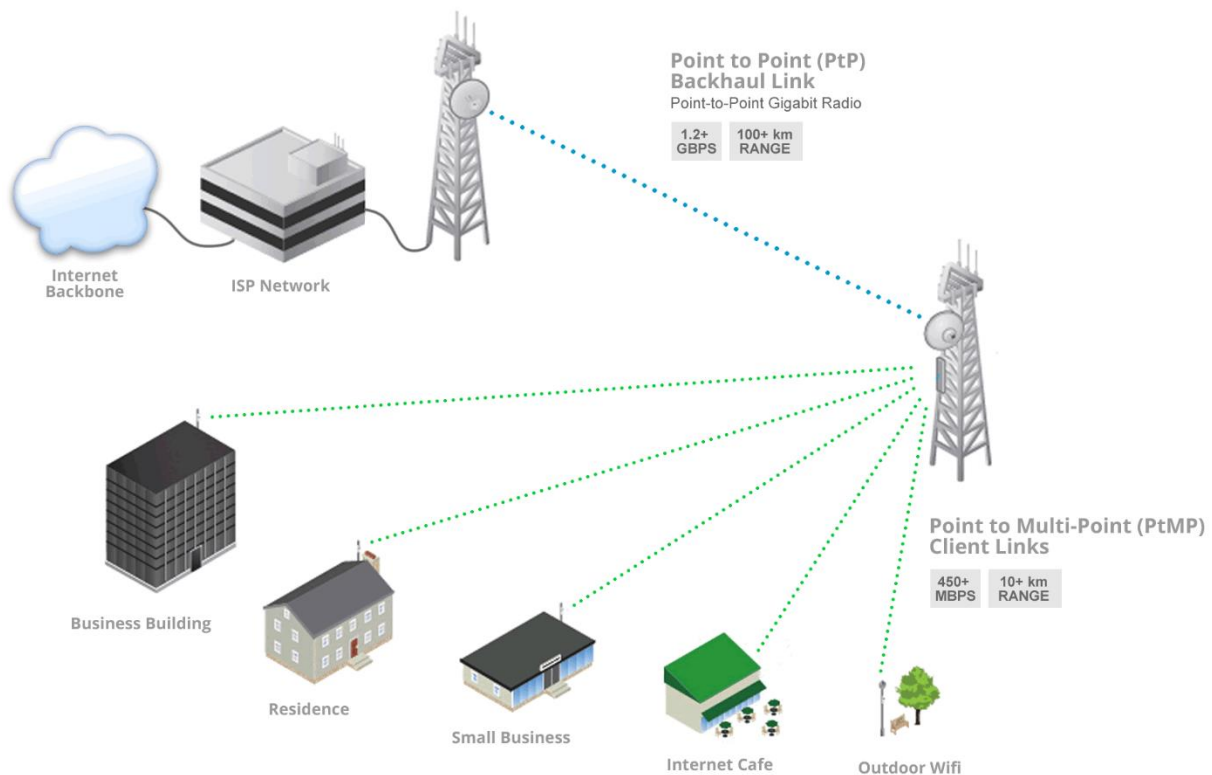 Point to Point (PtP)
Backhaul Link
Point-to-Point Gigabit Radio
1.2+
GBPS
100+ km
RANGE
Internet
Backbone
ISP Network
Point to Multi-Point (PtMP)
Client Links
450+
MBPS
10+ km
RANGE
Business Building
Residence
Small Business
Internet Cafe
Outdoor Wifi